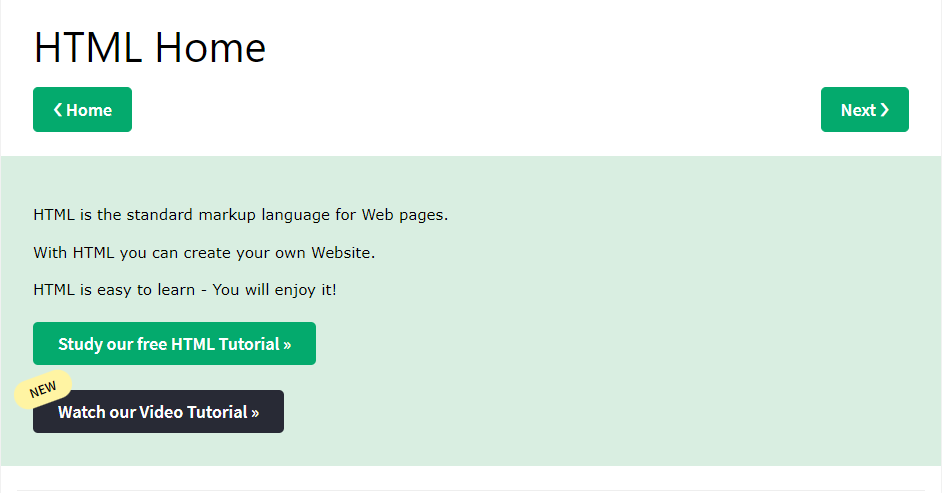 HTML Home
❮ Home
Next ❯
HTML is the standard markup language for Web pages.
With HTML you can create your own Website.
HTML is easy to learn - You will enjoy it!
Study our free HTML Tutorial »
NEW
Watch our Video Tutorial »